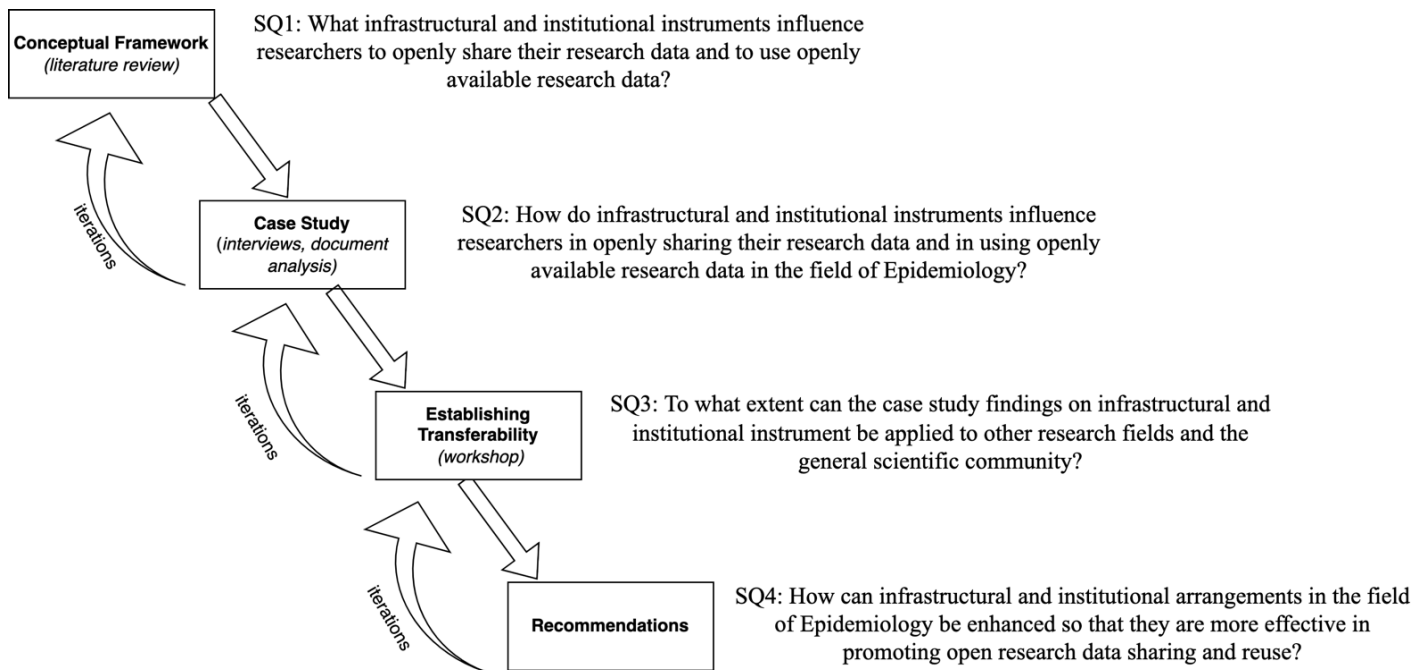 Conceptual Framework
(literature review)
SQ1: What infrastructural and institutional instruments influence
researchers to openly share their research data and to use openly
available research data?
iterations
Case Study
(interviews, document
analysis)
SQ2: How do infrastructural and institutional instruments influence
researchers in openly sharing their research data and in using openly
available research data in the field of Epidemiology?
iterations
Establishing
Transferability
(workshop)
SQ3: To what extent can the case study findings on infrastructural and
institutional instrument be applied to other research fields and the
general scientific community?
iterations
Recommendations
SQ4: How can infrastructural and institutional arrangements in the field
of Epidemiology be enhanced so that they are more effective in
promoting open research data sharing and reuse?